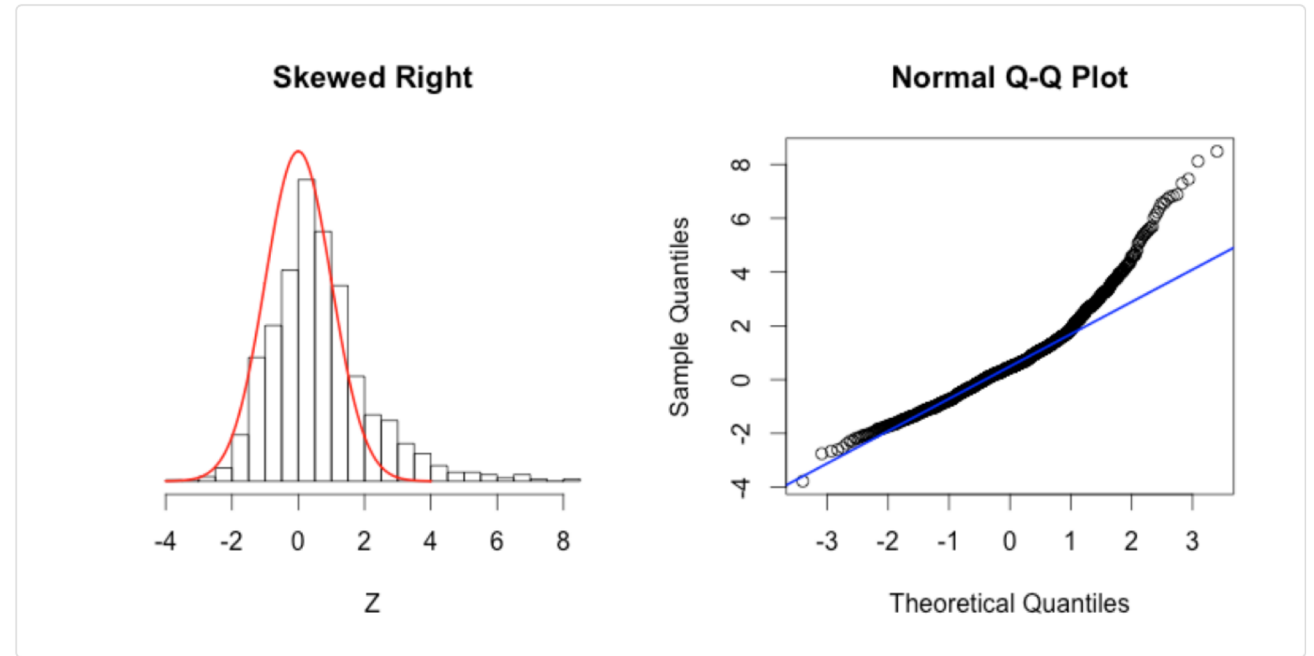 Skewed Right
-4 -2 0 2 4 6 8
Z
Normal Q-Q Plot
Sample Quantiles
8
6
4
2
0
-2
-4
-3 -2 -1 0 1 2 3
Theoretical Quantiles